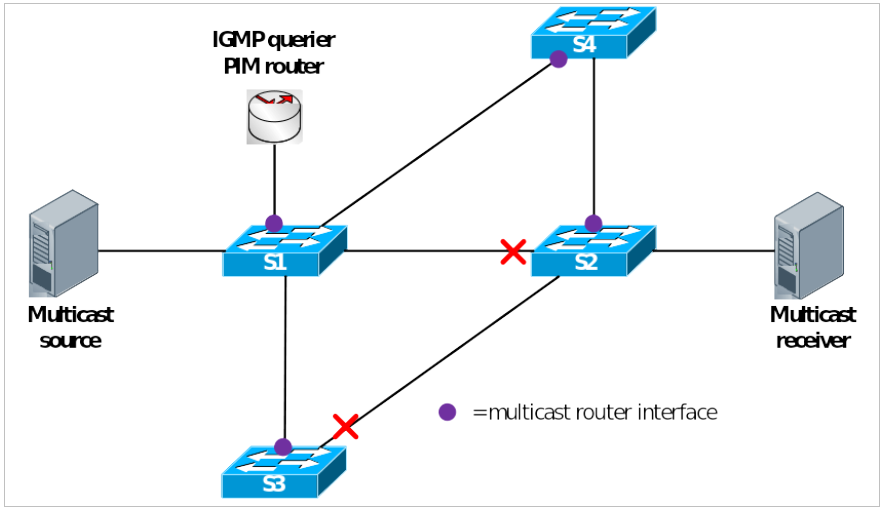 S4
IGMP querier
PIM router
S1
S2
Multicast
source
Multicast
receiver
=multicast router interface
S3